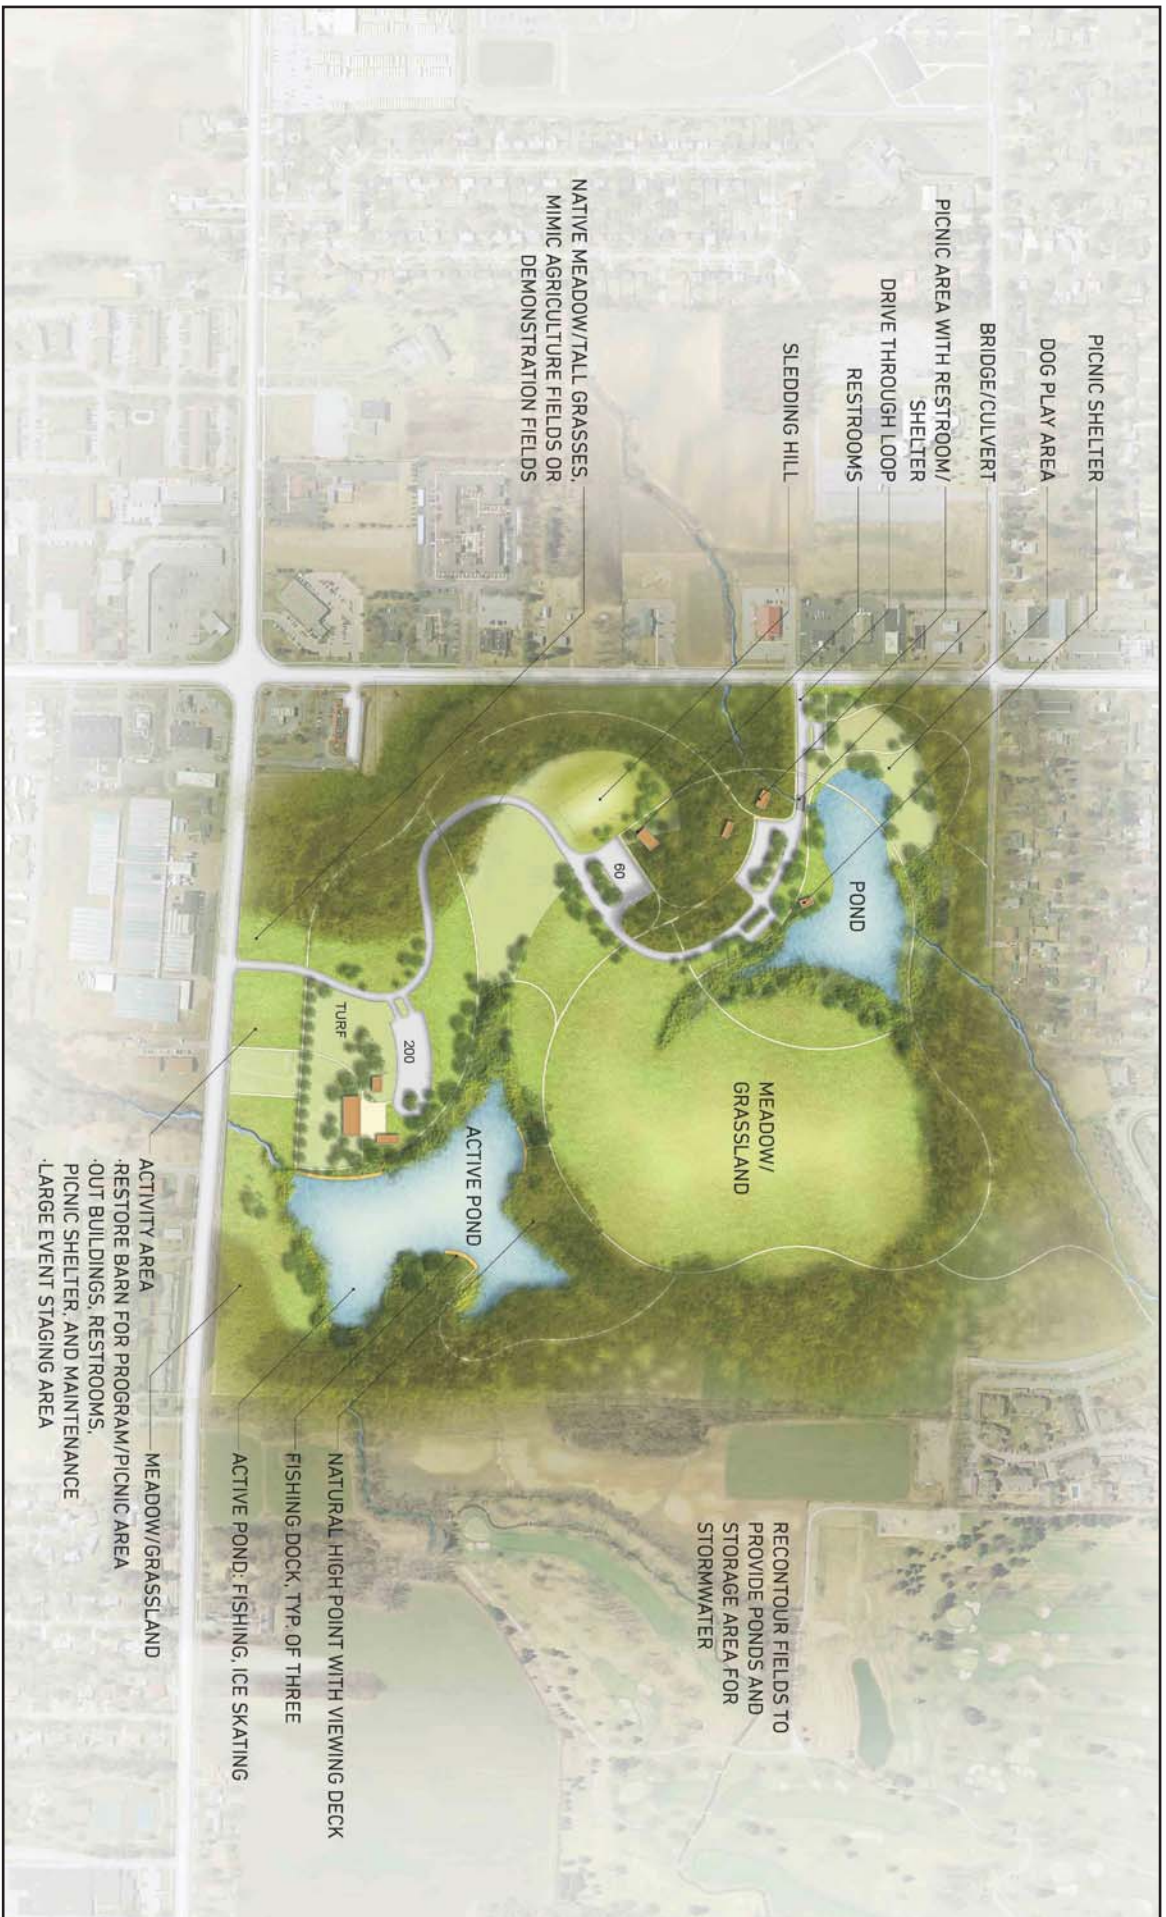 PICNIC SHELTER
DOG PLAY AREA
BRIDGE/CULVERT
PICNIC AREA WITH RESTROOM/
SHELTER
DRIVE THROUGH LOOP
RESTROOMS
SLEDDING HILL
NATIVE MEADOW/TALL GRASSES,
MIMIC AGRICULTURE FIELDS OR
DEMONSTRATION FIELDS
POND
60
MEADOW/
GRASSLAND
TURF
200
ACTIVE POND
RECONTOUR FIELDS TO
PROVIDE PONDS AND
STORAGE AREA FOR
STORMWATER
NATURAL HIGH POINT WITH VIEWING DECK
FISHING DOCK, TYP. OF THREE
ACTIVE POND: FISHING, ICE SKATING
MEADOW/GRASSLAND
ACTIVITY AREA
·RESTORE BARN FOR PROGRAM/PICNIC AREA
·OUT BUILDINGS, RESTROOMS,
PICNIC SHELTER, AND MAINTENANCE
·LARGE EVENT STAGING AREA